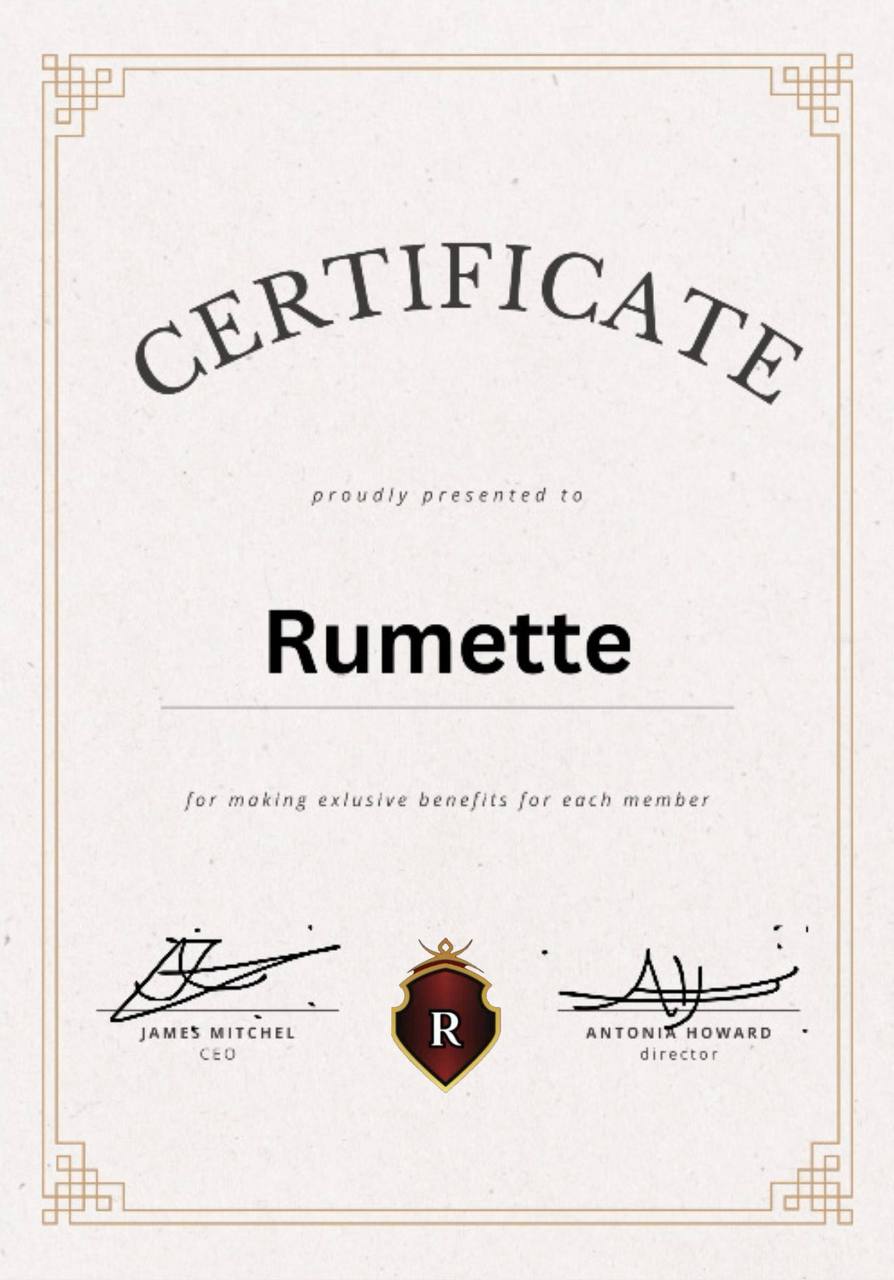 CERTIFICATE
proudly presented to
Rumette
for making exlusive benefits for each member
R
JAMES MITCHEL
CEO
ANTONIA HOWARD
director